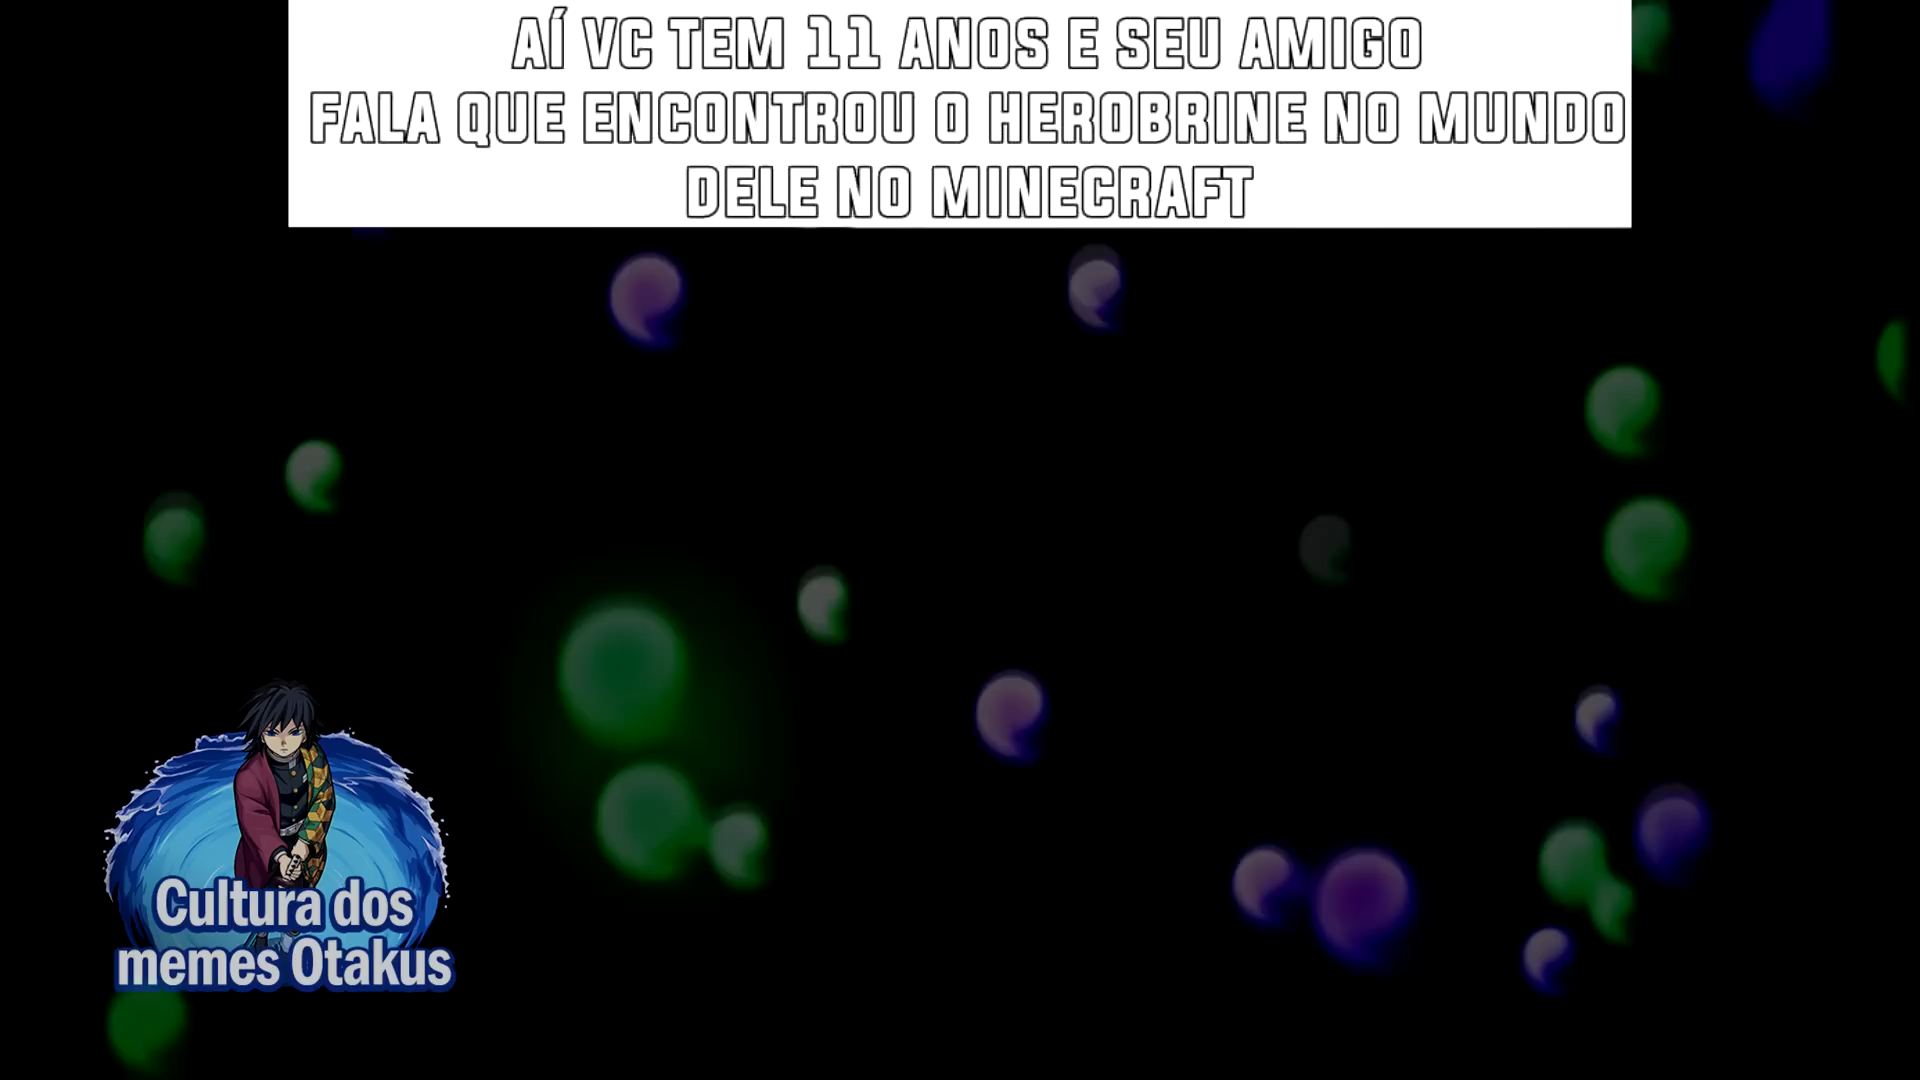 AÍ VC TEM 11 ANOS E SEU AMIGO
FALA QUE ENCONTROU O HEROBRINE NO MUNDO
DELE NO MINECRAFT
Cultura dos
memes Otakus